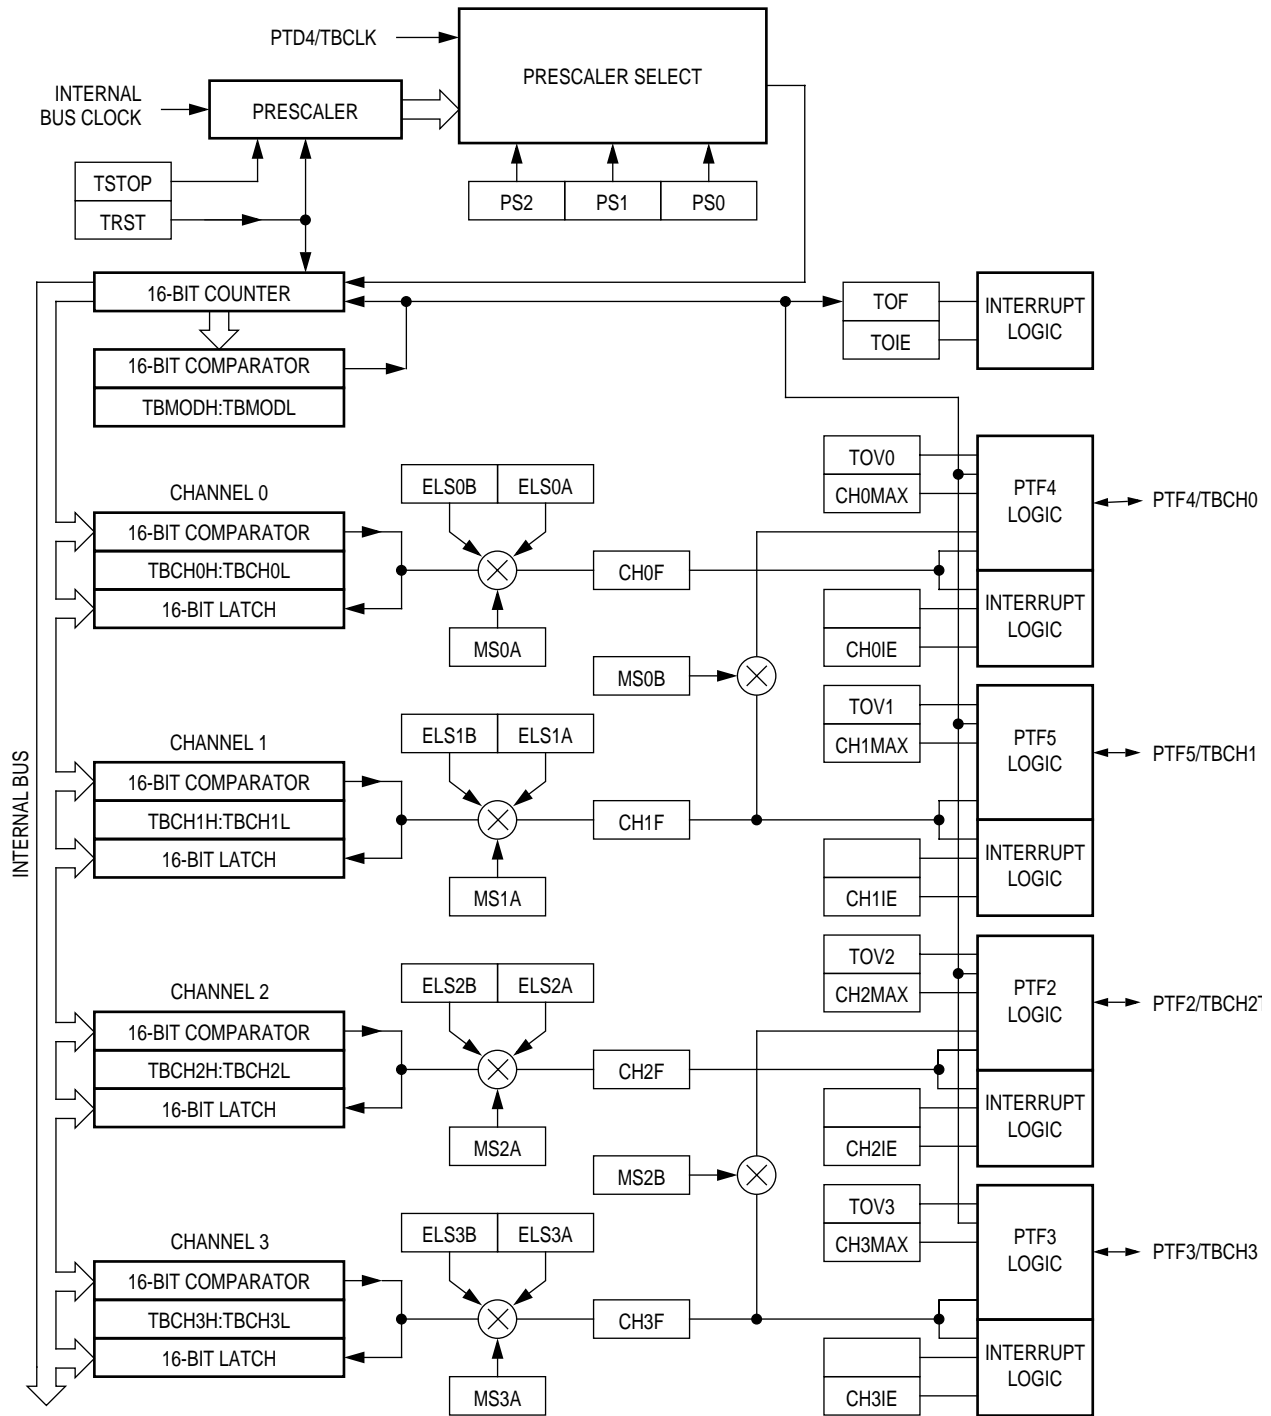 PTD4/TBCLK
PRESCALER SELECT
INTERNAL
BUS CLOCK
PRESCALER
TSTOP
TRST
PS2 PS1 PS0
16-BIT COUNTER
TOF
TOIE
INTERRUPT
LOGIC
16-BIT COMPARATOR
TBMODH:TBMODL
INTERNAL BUS
CHANNEL 0
16-BIT COMPARATOR
TBCH0H:TBCH0L
16-BIT LATCH
ELS0B ELS0A
MS0A
CH0F
MS0B
TOV0
CH0MAX
PTF4
LOGIC
PTF4/TBCH0
CH0IE
INTERRUPT
LOGIC
CHANNEL 1
16-BIT COMPARATOR
TBCH1H:TBCH1L
16-BIT LATCH
ELS1B ELS1A
MS1A
CH1F
TOV1
CH1MAX
PTF5
LOGIC
PTF5/TBCH1
CH1IE
INTERRUPT
LOGIC
CHANNEL 2
16-BIT COMPARATOR
TBCH2H:TBCH2L
16-BIT LATCH
ELS2B ELS2A
MS2A
CH2F
MS2B
TOV2
CH2MAX
PTF2
LOGIC
PTF2/TBCH2T
CH2IE
INTERRUPT
LOGIC
CHANNEL 3
16-BIT COMPARATOR
TBCH3H:TBCH3L
16-BIT LATCH
ELS3B ELS3A
MS3A
CH3F
TOV3
CH3MAX
PTF3
LOGIC
PTF3/TBCH3
CH3IE
INTERRUPT
LOGIC